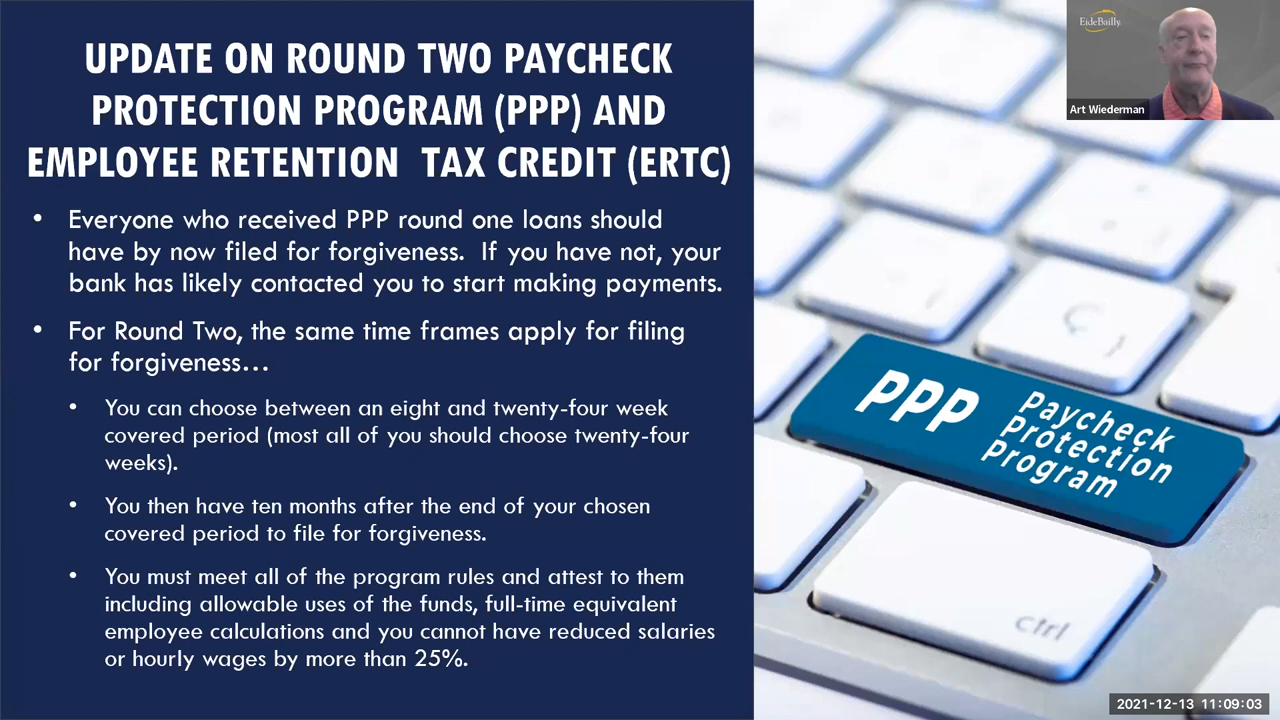 UPDATE ON ROUND TWO PAYCHECK
PROTECTION PROGRAM (PPP) AND
EMPLOYEE RETENTION  TAX CREDIT (ERTC)
• Everyone who received PPP round one loans should
have by now filed for forgiveness.  If you have not, your
bank has likely contacted you to start making payments.
• For Round Two, the same time frames apply for filing
for forgiveness…
• You can choose between an eight and twenty-four week
covered period (most all of you should choose twenty-four
weeks).
• You then have ten months after the end of your chosen
covered period to file for forgiveness.
• You must meet all of the program rules and attest to them
including allowable uses of the funds, full-time equivalent
employee calculations and you cannot have reduced salaries
or hourly wages by more than 25%.
EideBailly
Art Wiederman
PPP
Paycheck
Protection
Program
ctrl
2021-12-13 11:09:03